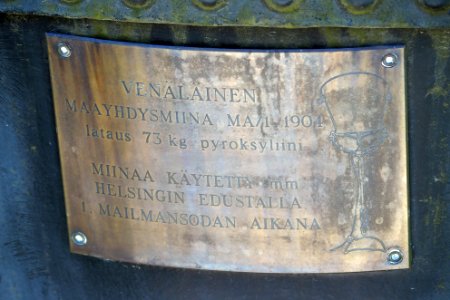 VENÄLÄINEN
MAAYHDYSMIINA MA/1-1904
lataus 73 kg pyroksyliini
MIINAA KÄYTETTY mm
HELSINGIN EDUSTALLA
1. MAILMANSODAN AIKANA